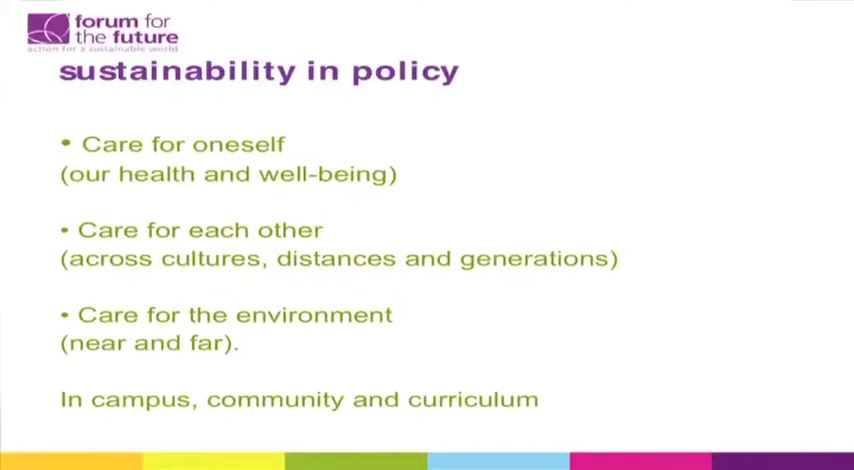 forum for
the future
action for a sustainable world
sustainability in policy
• Care for oneself
(our health and well-being)
• Care for each other
(across cultures, distances and generations)
• Care for the environment
(near and far).
In campus, community and curriculum